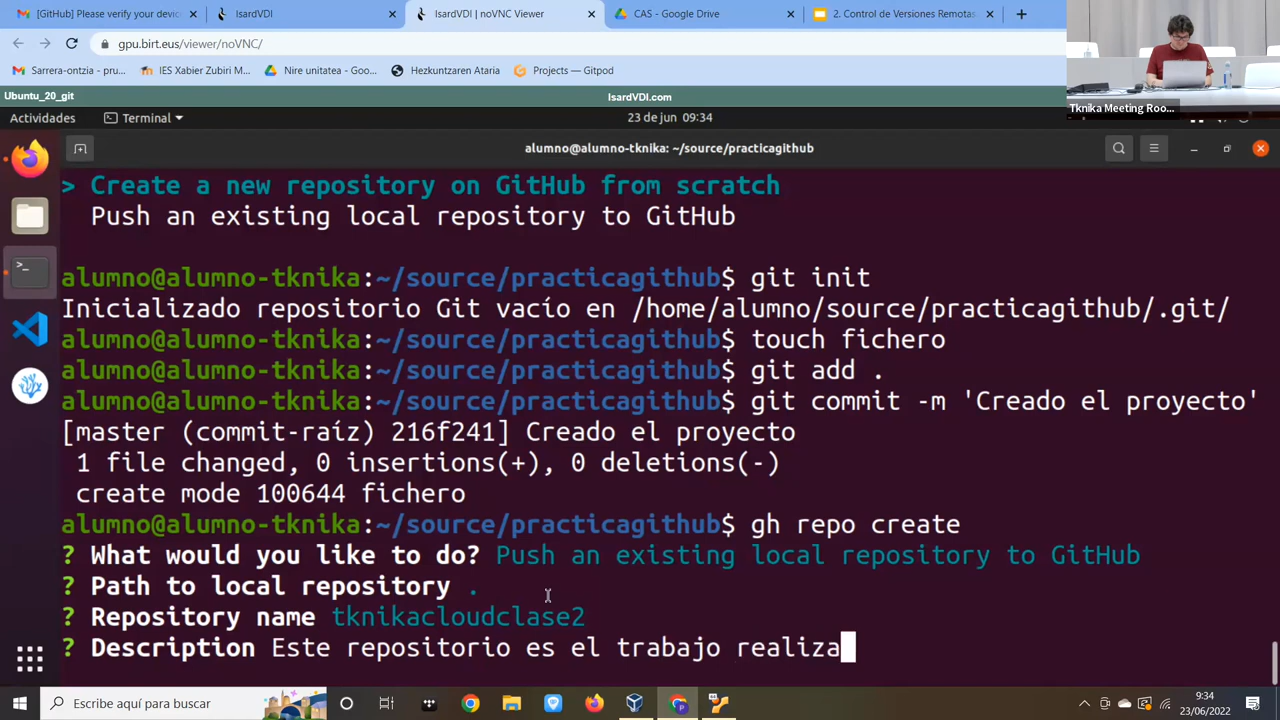 [GitHub] Please verify your devi
IsardVDI
IsardVDI | noVNC
CAS - Google Drive
2. Control de Versiones Remotas
gpu.birt.eus/viewer/noVNC/
Sarrera-ontzia - pru...
IES Xabier Zubiri M...
Nire unitatea - Goo...
Hezkuntzaren Ataria
Projects — Gitpod
Tknika Meeting Roo...
Ubuntu_20_git
IsardVDI.com
Actividades
Terminal
23 de jun 09:34
alumno@alumno-tknika: ~/source/practicagithub
> Create a new repository on GitHub from scratch
Push an existing local repository to GitHub
alumno@alumno-tknika:~/source/practicagithub$ git init
Inicializado repositorio Git vacío en /home/alumno/source/practicagithub/.git/
alumno@alumno-tknika:~/source/practicagithub$ touch fichero
alumno@alumno-tknika:~/source/practicagithub$ git add .
alumno@alumno-tknika:~/source/practicagithub$ git commit -m 'Creado el proyecto'
[master (commit-raíz) 216f241] Creado el proyecto
1 file changed, 0 insertions(+), 0 deletions(-)
create mode 100644 fichero
alumno@alumno-tknika:~/source/practicagithub$ gh repo create
? What would you like to do? Push an existing local repository to GitHub
? Path to local repository .
? Repository name tknikacloudclase2
? Description Este repositorio es el trabajo realiza
Escribe aquí para buscar
9:34
23/06/2022